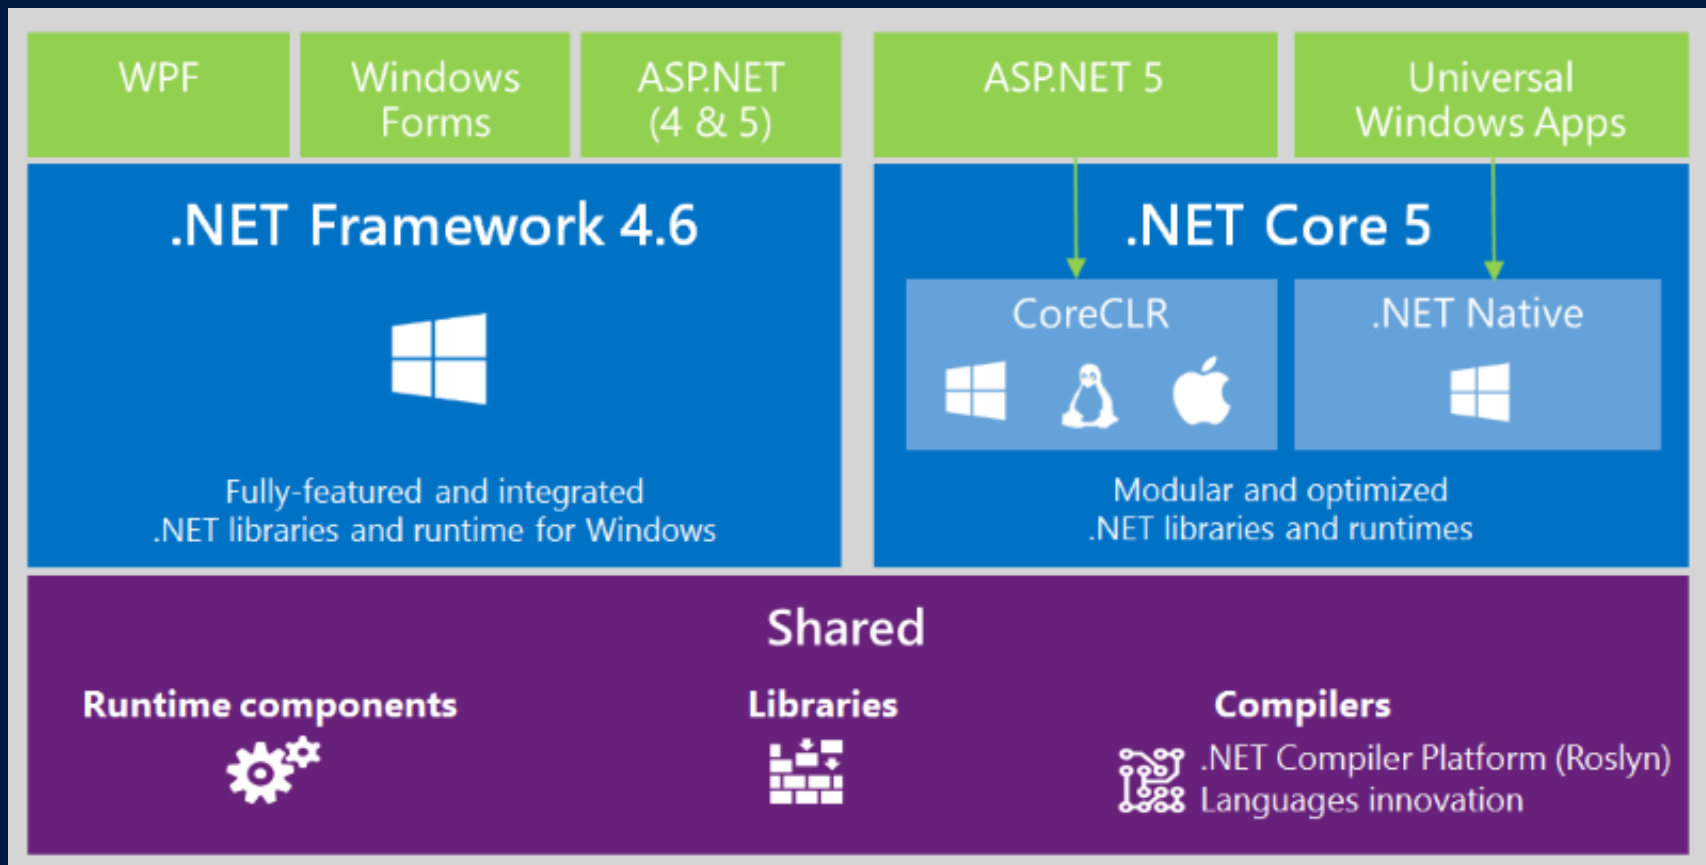 WPF
Windows
Forms
ASP.NET
(4 & 5)
ASP.NET 5
Universal
Windows Apps
.NET Framework 4.6
Fully-featured and integrated
.NET libraries and runtime for Windows
.NET Core 5
CoreCLR
.NET Native
Modular and optimized
.NET libraries and runtimes
Shared
Runtime components
Libraries
Compilers
.NET Compiler Platform (Roslyn)
Languages innovation